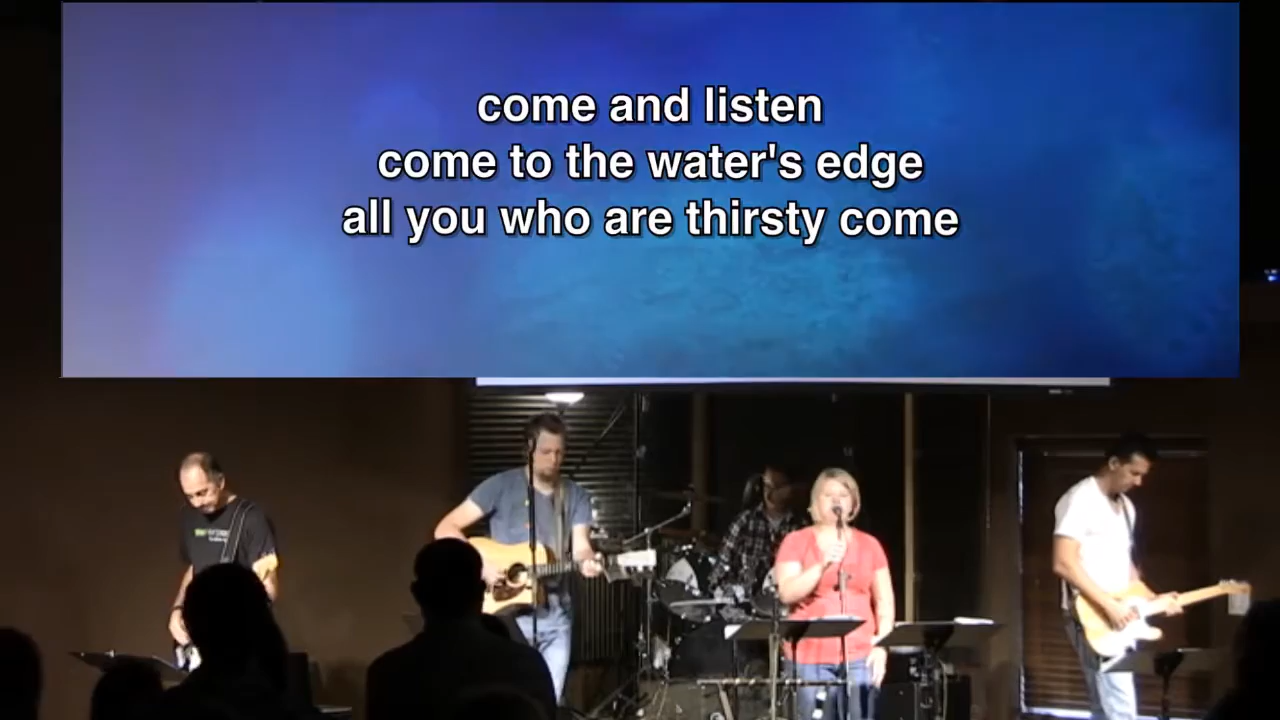 come and listen
come to the water's edge
all you who are thirsty come